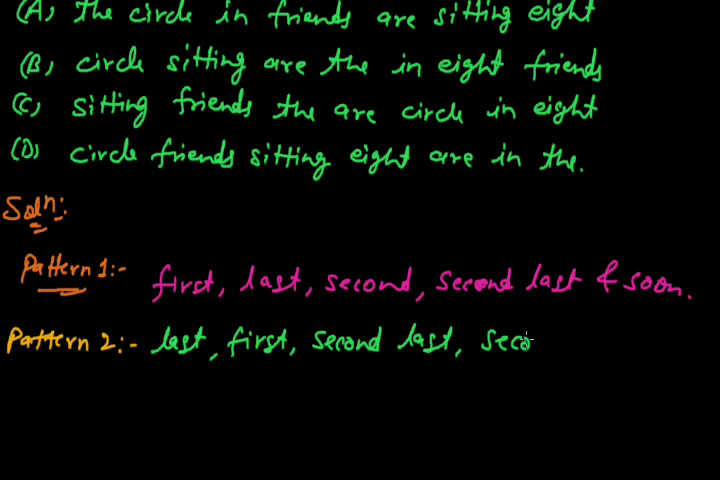 (A) the circle in friends are sitting eight
(B) circle sitting are the in eight friends
(C) sitting friends the are circle in eight
(D) circle friends sitting eight are in the.
Soln:
Pattern 1:- first, last, second, second last & soon.
Pattern 2:- last, first, second last, seco